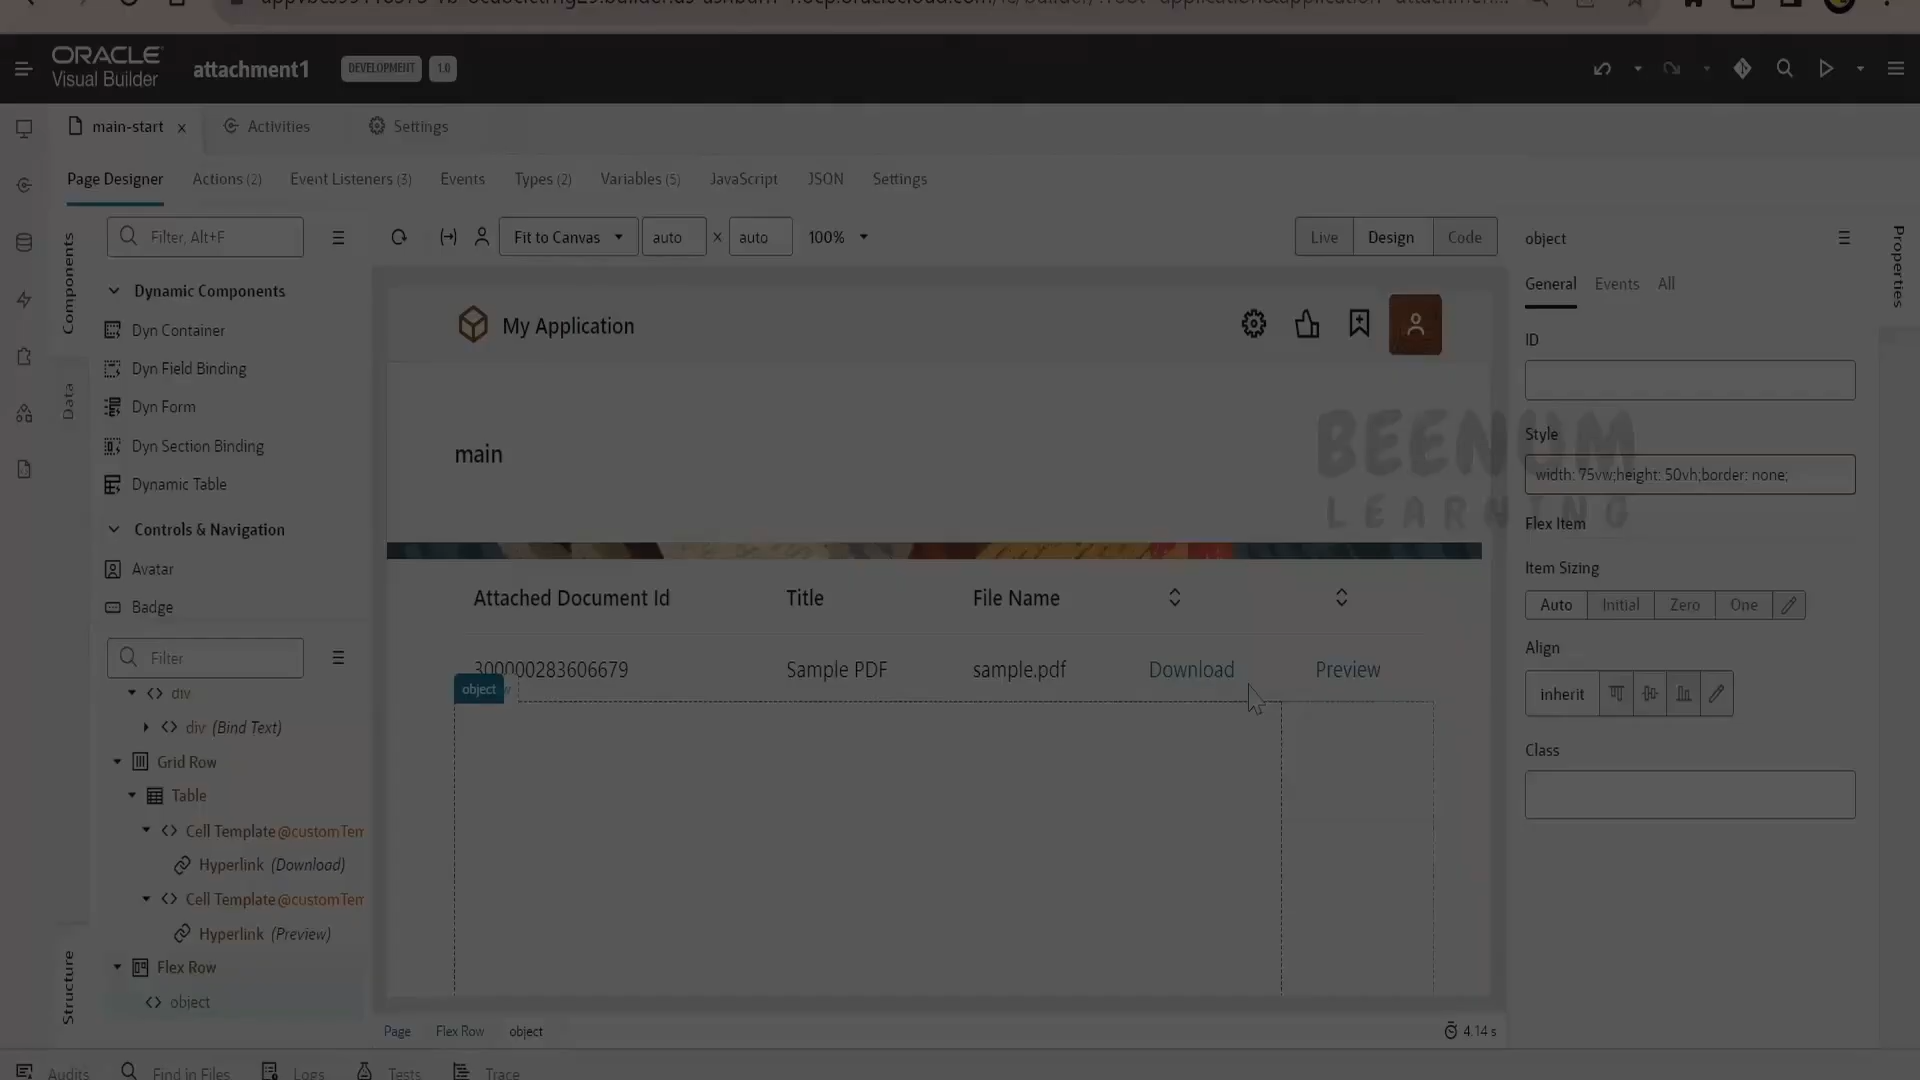 ORACLE
Visual Builder
attachment1
DEVELOPMENT
1.0
main-start
Activities
Settings
Page Designer
Actions (2)
Event Listeners (3)
Events
Types (2)
Variables (5)
JavaScript
JSON
Settings
Components
Data
Filter, Alt+F
Fit to Canvas
auto
×
auto
100%
Live
Design
Code
object
Properties
Dynamic Components
Dyn Container
Dyn Field Binding
Dyn Form
Dyn Section Binding
Dynamic Table
Controls & Navigation
Avatar
Badge
Filter
div
div (Bind Text)
Grid Row
Table
Cell Template@customTem
Hyperlink (Download)
Cell Template@customTem
Hyperlink (Preview)
Flex Row
object
Structure
My Application
main
Attached Document Id
Title
File Name
300000283606679
Sample PDF
sample.pdf
Download
Preview
object
Page
Flex Row
object
4.14 s
General
Events
All
ID
BEENUM
LEARNING
Style
width: 75vw;height: 50vh;border: none;
Flex Item
Item Sizing
Auto
Initial
Zero
One
Align
inherit
Class
Audits
Find in Files
Logs
Tests
Trace